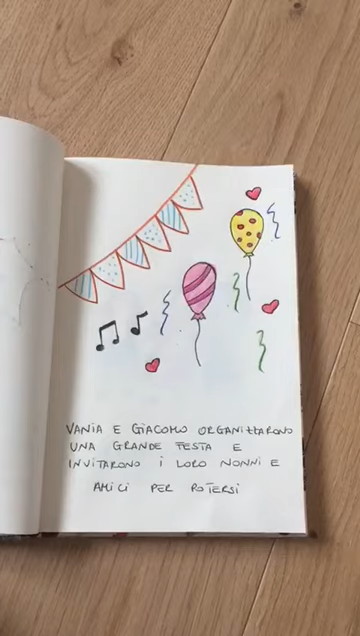 VANIA E GIACOMO ORGANIZZARONO
UNA GRANDE FESTA E
INVITARONO I LORO NONNI E
AMICI PER POTERSI